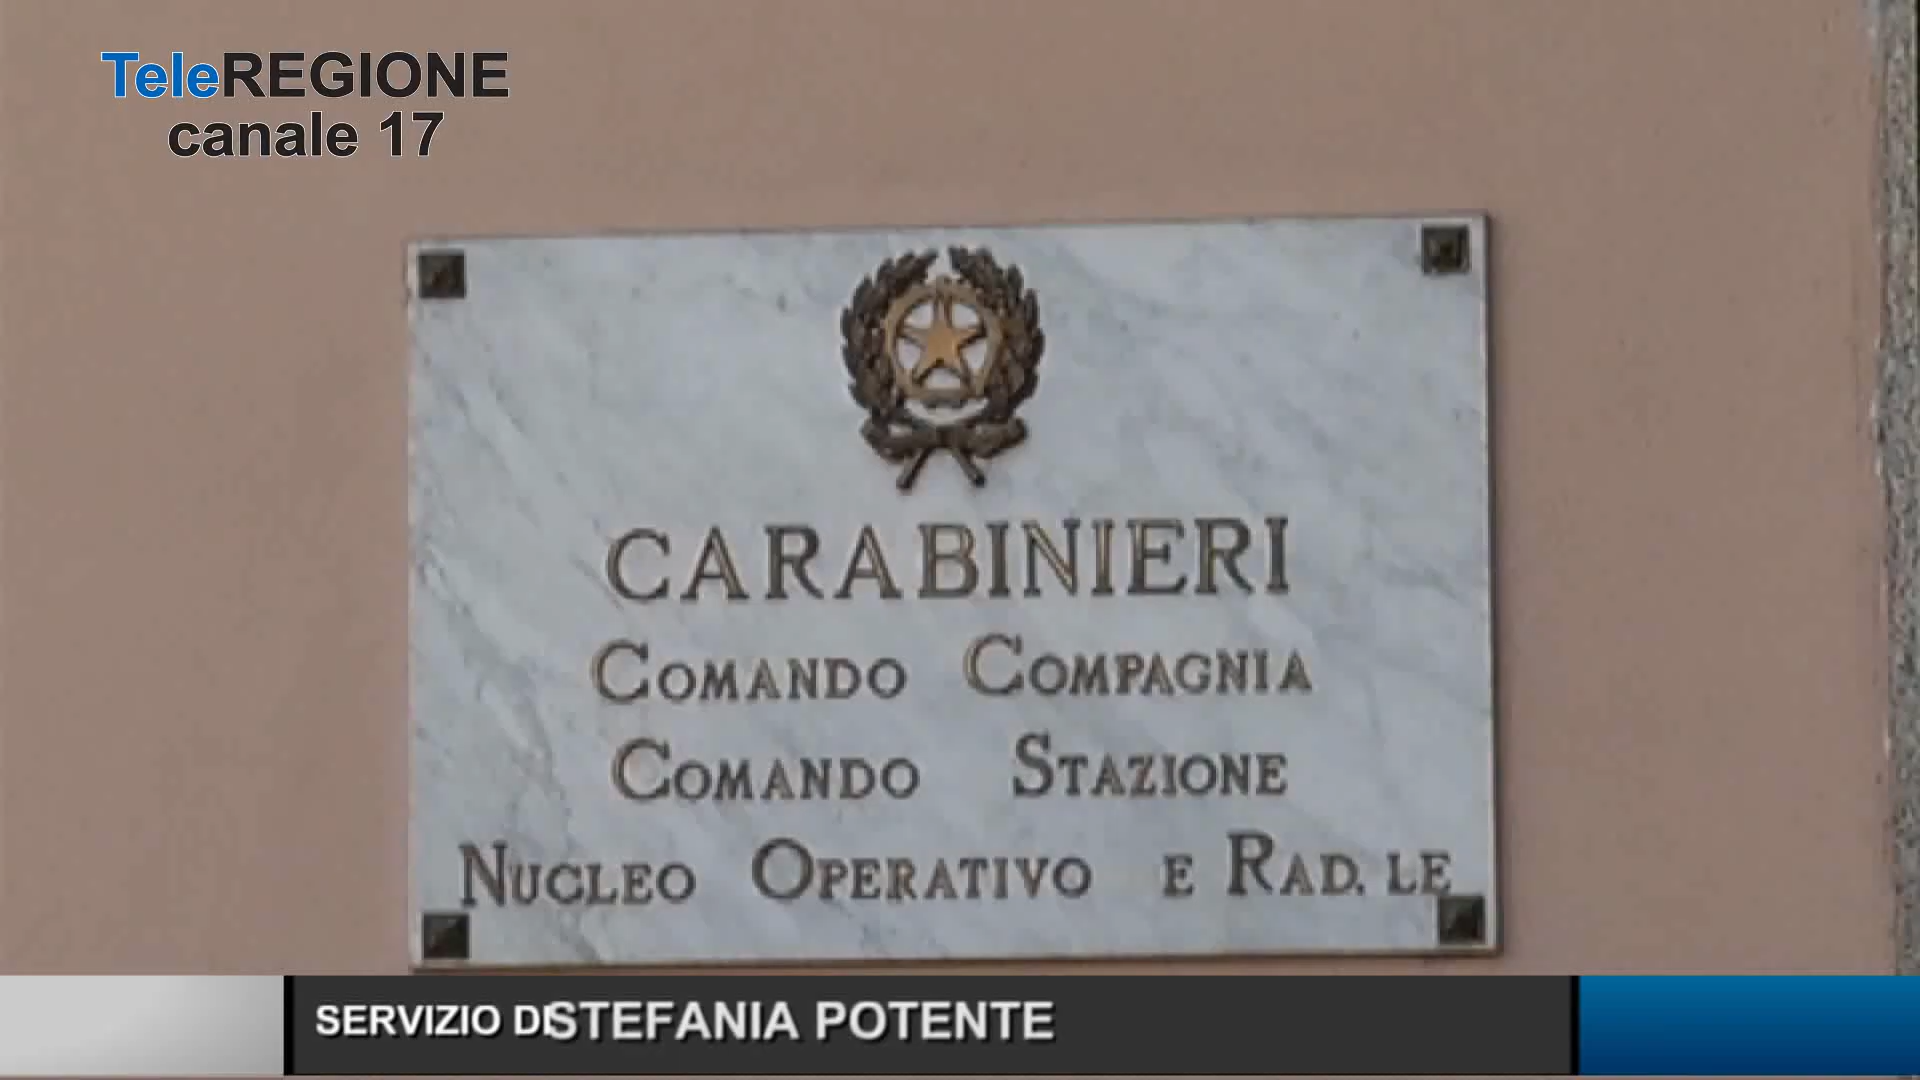 TeleREGIONE
canale 17
CARABINIERI
COMANDO COMPAGNIA
COMANDO STAZIONE
NUCLEO OPERATIVO E RAD.LE
SERVIZIO DI STEFANIA POTENTE